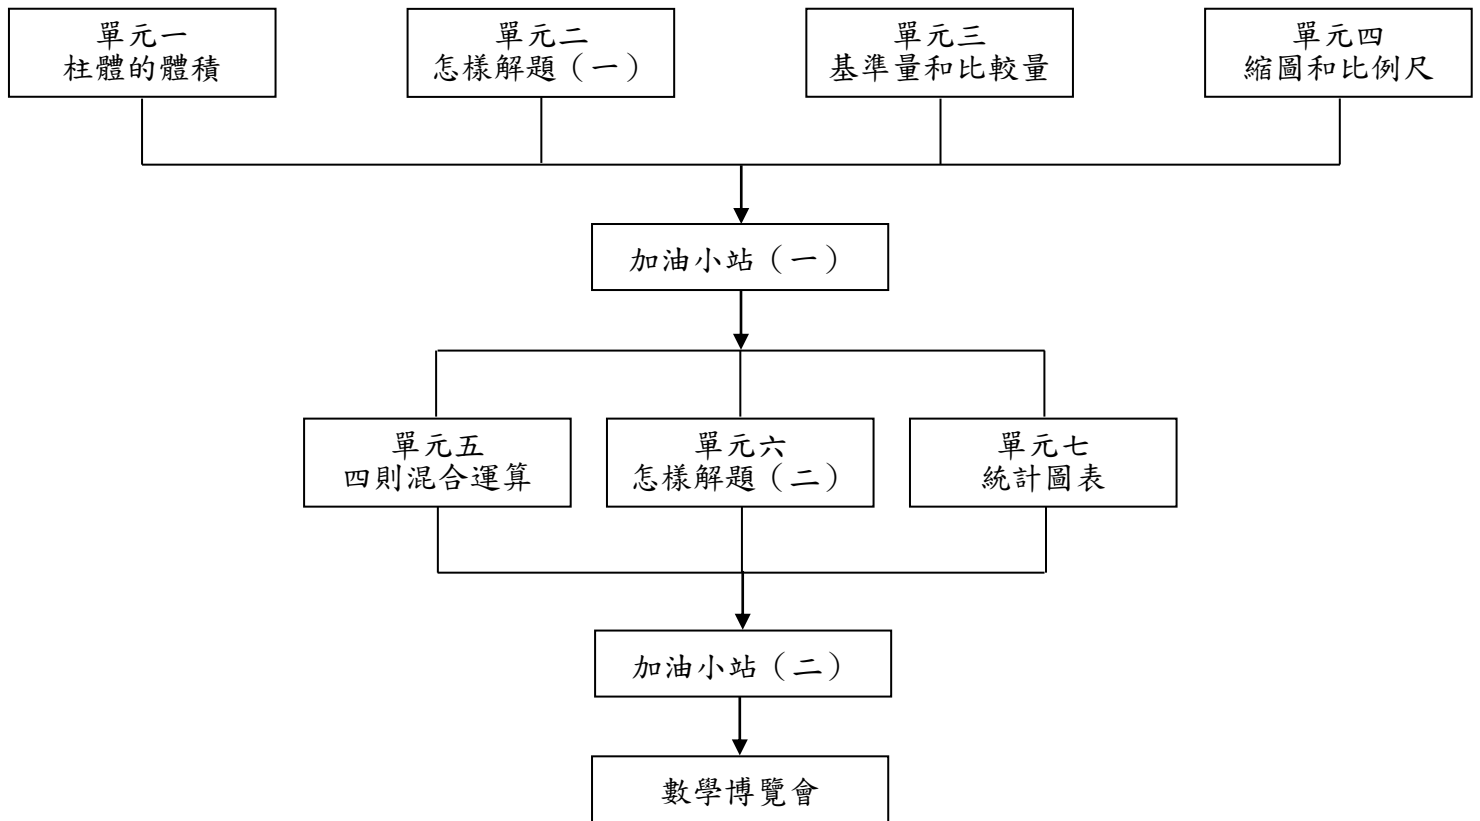 單元一
柱體的體積
單元二
怎樣解題（一）
單元三
基準量和比較量
單元四
縮圖和比例尺
加油小站（一）
單元五
四則混合運算
單元六
怎樣解題（二）
單元七
統計圖表
加油小站（二）
數學博覽會